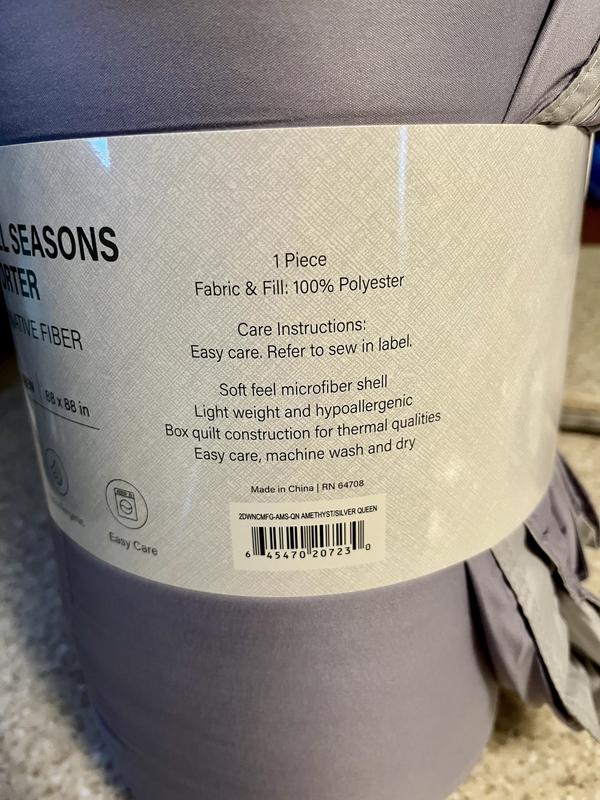 SEASONS
FIBER
88 x 88 in
Easy Care
1 Piece
Fabric & Fill: 100% Polyester
Care Instructions:
Easy care. Refer to sew in label.
Soft feel microfiber shell
Light weight and hypoallergenic
Box quilt construction for thermal qualities
Easy care, machine wash and dry
Made in China | RN 64708
2DWNCMFG-AMS-QN AMETHYST/SILVER QUEEN
6 45470 20723 0